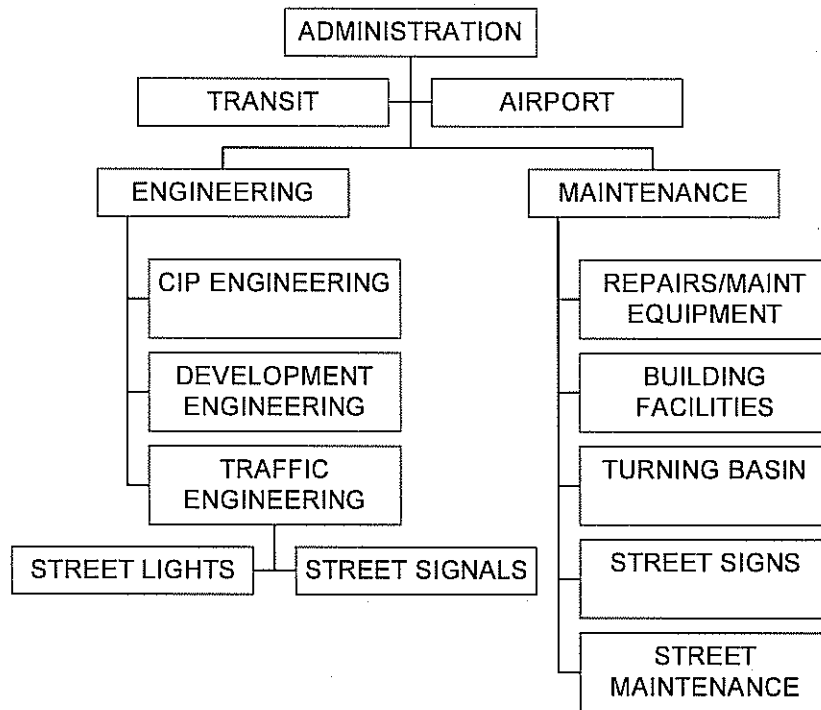 ADMINISTRATION
TRANSIT
AIRPORT
ENGINEERING
MAINTENANCE
CIP ENGINEERING
DEVELOPMENT
ENGINEERING
TRAFFIC
ENGINEERING
STREET LIGHTS
STREET SIGNALS
REPAIRS/MAINT
EQUIPMENT
BUILDING
FACILITIES
TURNING BASIN
STREET SIGNS
STREET
MAINTENANCE